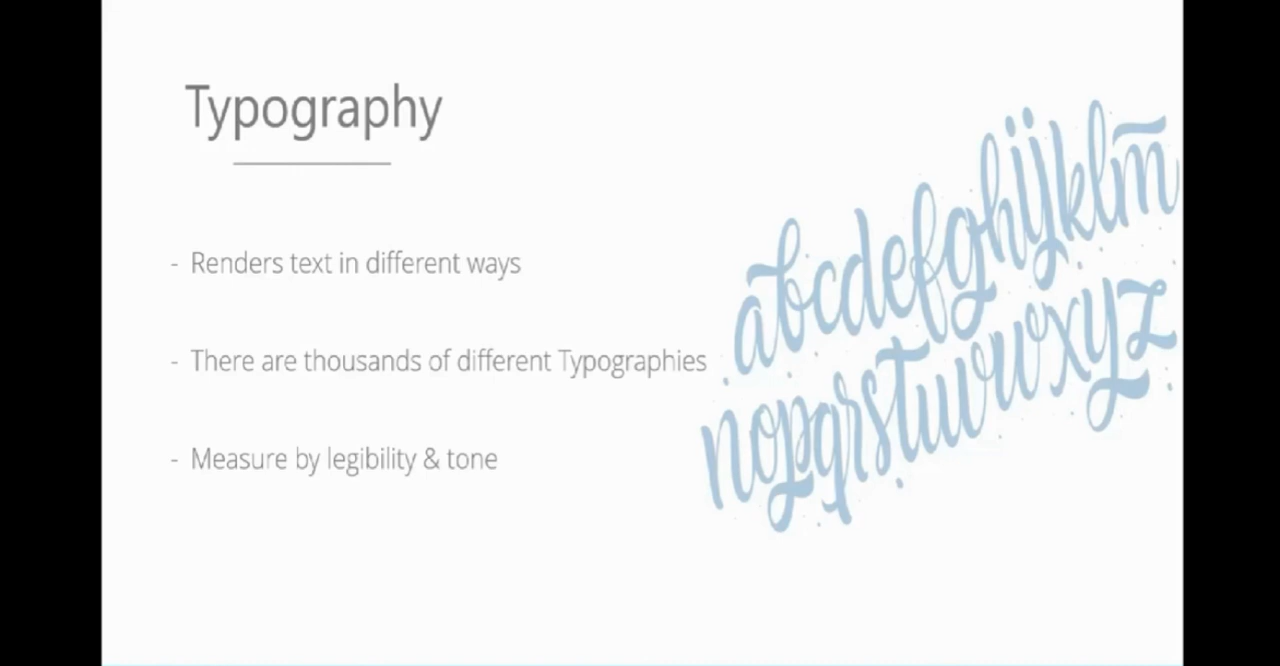 Typography
- Renders text in different ways
- There are thousands of different Typographies
- Measure by legibility & tone
abcdefghijklm
nopqrstuvwxyz